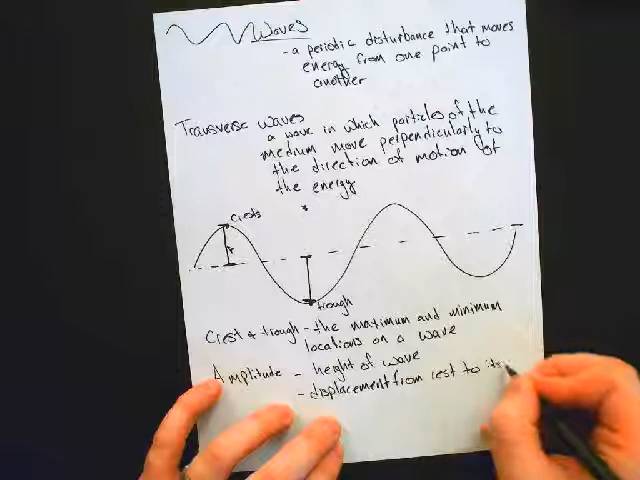 Waves
- a periodic disturbance that moves
energy from one point to
another
Transverse waves
a wave in which particles of the
medium move perpendicularly to
the direction of motion of
the energy
crests
trough
Crest & trough - the maximum and minimum
locations on a wave
Amplitude - height of wave
- displacement from rest to its